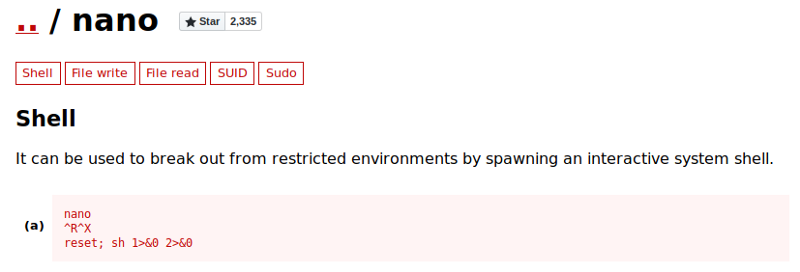 .. / nano
Star 2,335
Shell File write File read SUID Sudo
Shell
It can be used to break out from restricted environments by spawning an interactive system shell.
nano
(a)
^R^X
reset; sh 1>&0 2>&0